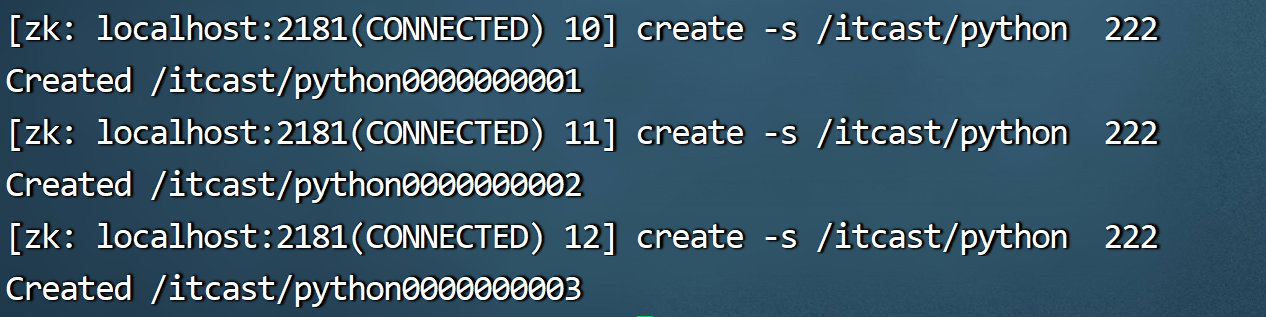 [zk: localhost:2181(CONNECTED) 10] create -s /itcast/python  222
Created /itcast/python0000000001
[zk: localhost:2181(CONNECTED) 11] create -s /itcast/python  222
Created /itcast/python0000000002
[zk: localhost:2181(CONNECTED) 12] create -s /itcast/python  222
Created /itcast/python0000000003